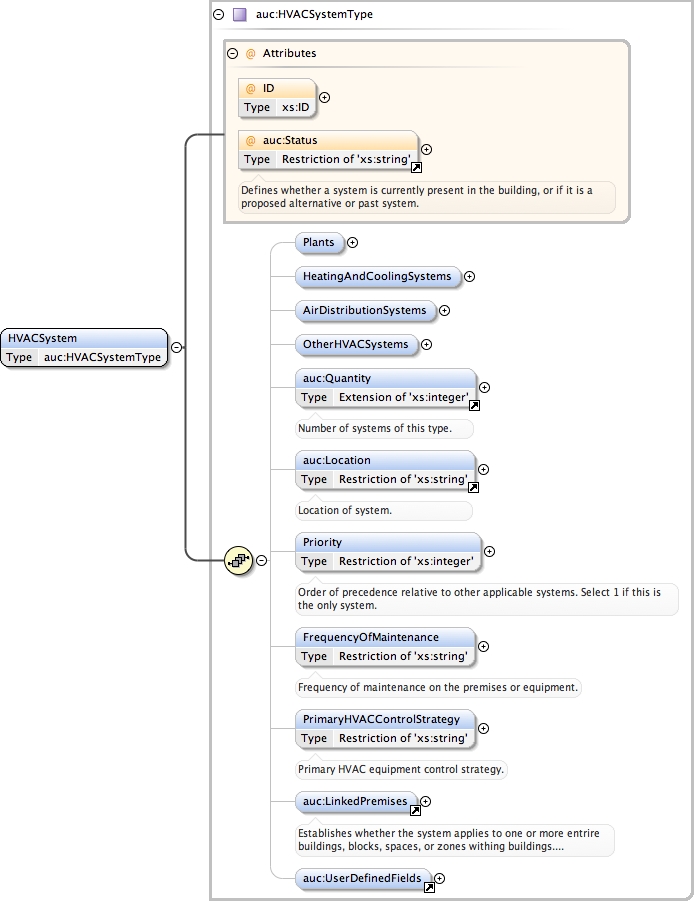 auc:HVACSystemType
@ Attributes
@ ID
Type xs:ID
@ auc:Status
Type Restriction of 'xs:string'
Defines whether a system is currently present in the building, or if it is a
proposed alternative or past system.
HVACSystem
Type auc:HVACSystemType
Plants
HeatingAndCoolingSystems
AirDistributionSystems
OtherHVACSystems
auc:Quantity
Type Extension of 'xs:integer'
Number of systems of this type.
auc:Location
Type Restriction of 'xs:string'
Location of system.
Priority
Type Restriction of 'xs:integer'
Order of precedence relative to other applicable systems. Select 1 if this is
the only system.
FrequencyOfMaintenance
Type Restriction of 'xs:string'
Frequency of maintenance on the premises or equipment.
PrimaryHVACControlStrategy
Type Restriction of 'xs:string'
Primary HVAC equipment control strategy.
auc:LinkedPremises
Establishes whether the system applies to one or more entrire
buildings, blocks, spaces, or zones withing buildings....
auc:UserDefinedFields